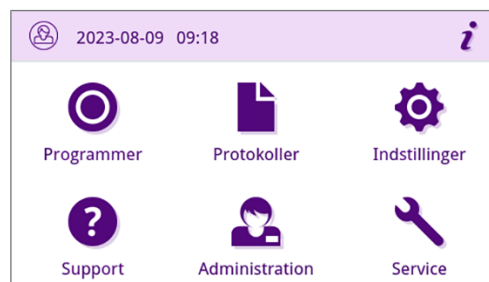 2023-08-09 09:18 i
Programmer Protokoller Indstillinger
? 
Support Administration Service